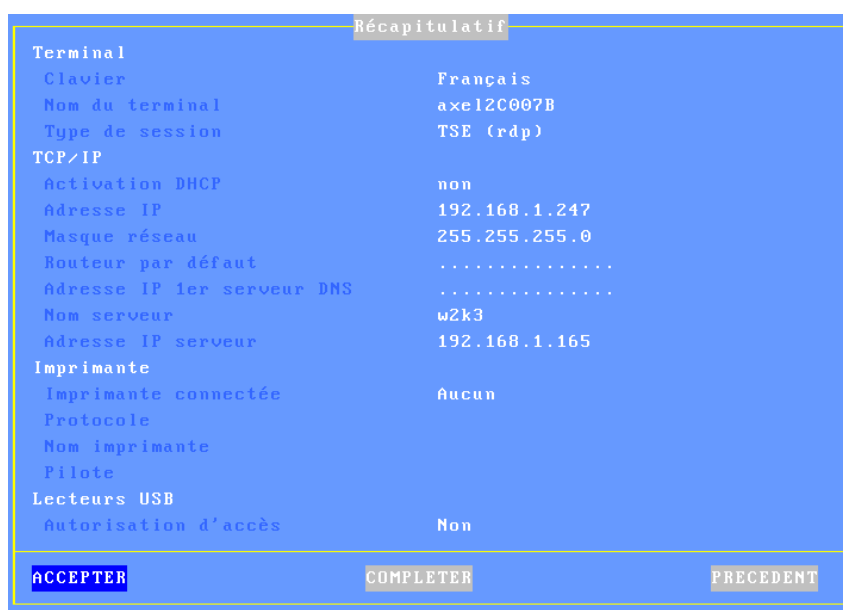 Récapitulatif
Terminal
Clavier Français
Nom du terminal axel2C007B
Type de session TSE (rdp)
TCP/IP
Activation DHCP non
Adresse IP 192.168.1.247
Masque réseau 255.255.255.0
Routeur par défaut ...............
Adresse IP 1er serveur DNS ...............
Nom serveur w2k3
Adresse IP serveur 192.168.1.165
Imprimante
Imprimante connectée Aucun
Protocole
Nom imprimante
Pilote
Lecteurs USB
Autorisation d'accès Non
ACCEPTER COMPLETER PRECEDENT